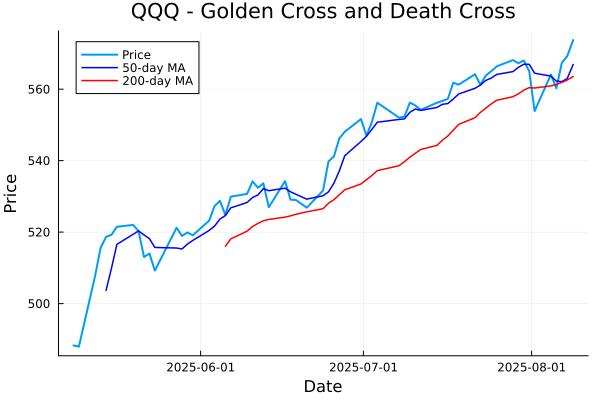 QQQ - Golden Cross and Death Cross
Price
50-day MA
200-day MA
560
540
520
500
Price
2025-06-01
2025-07-01
2025-08-01
Date